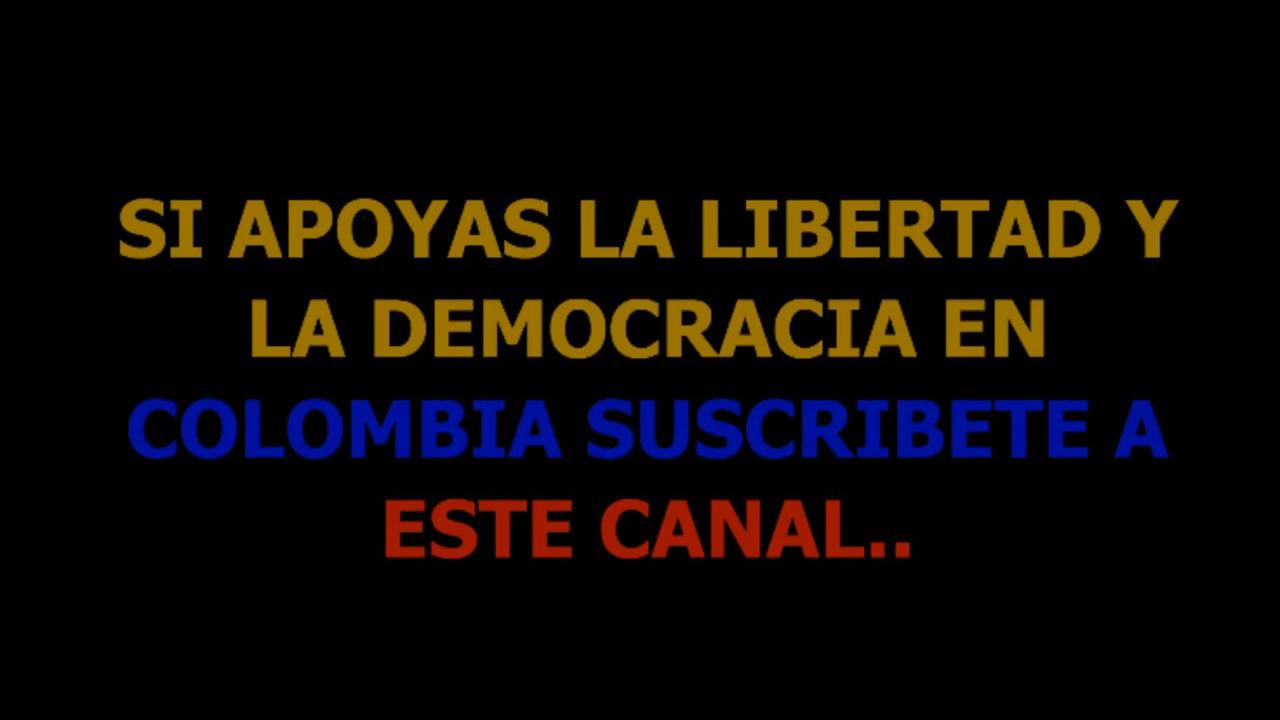 SI APOYAS LA LIBERTAD Y
LA DEMOCRACIA EN
COLOMBIA SUSCRIBETE A
ESTE CANAL..